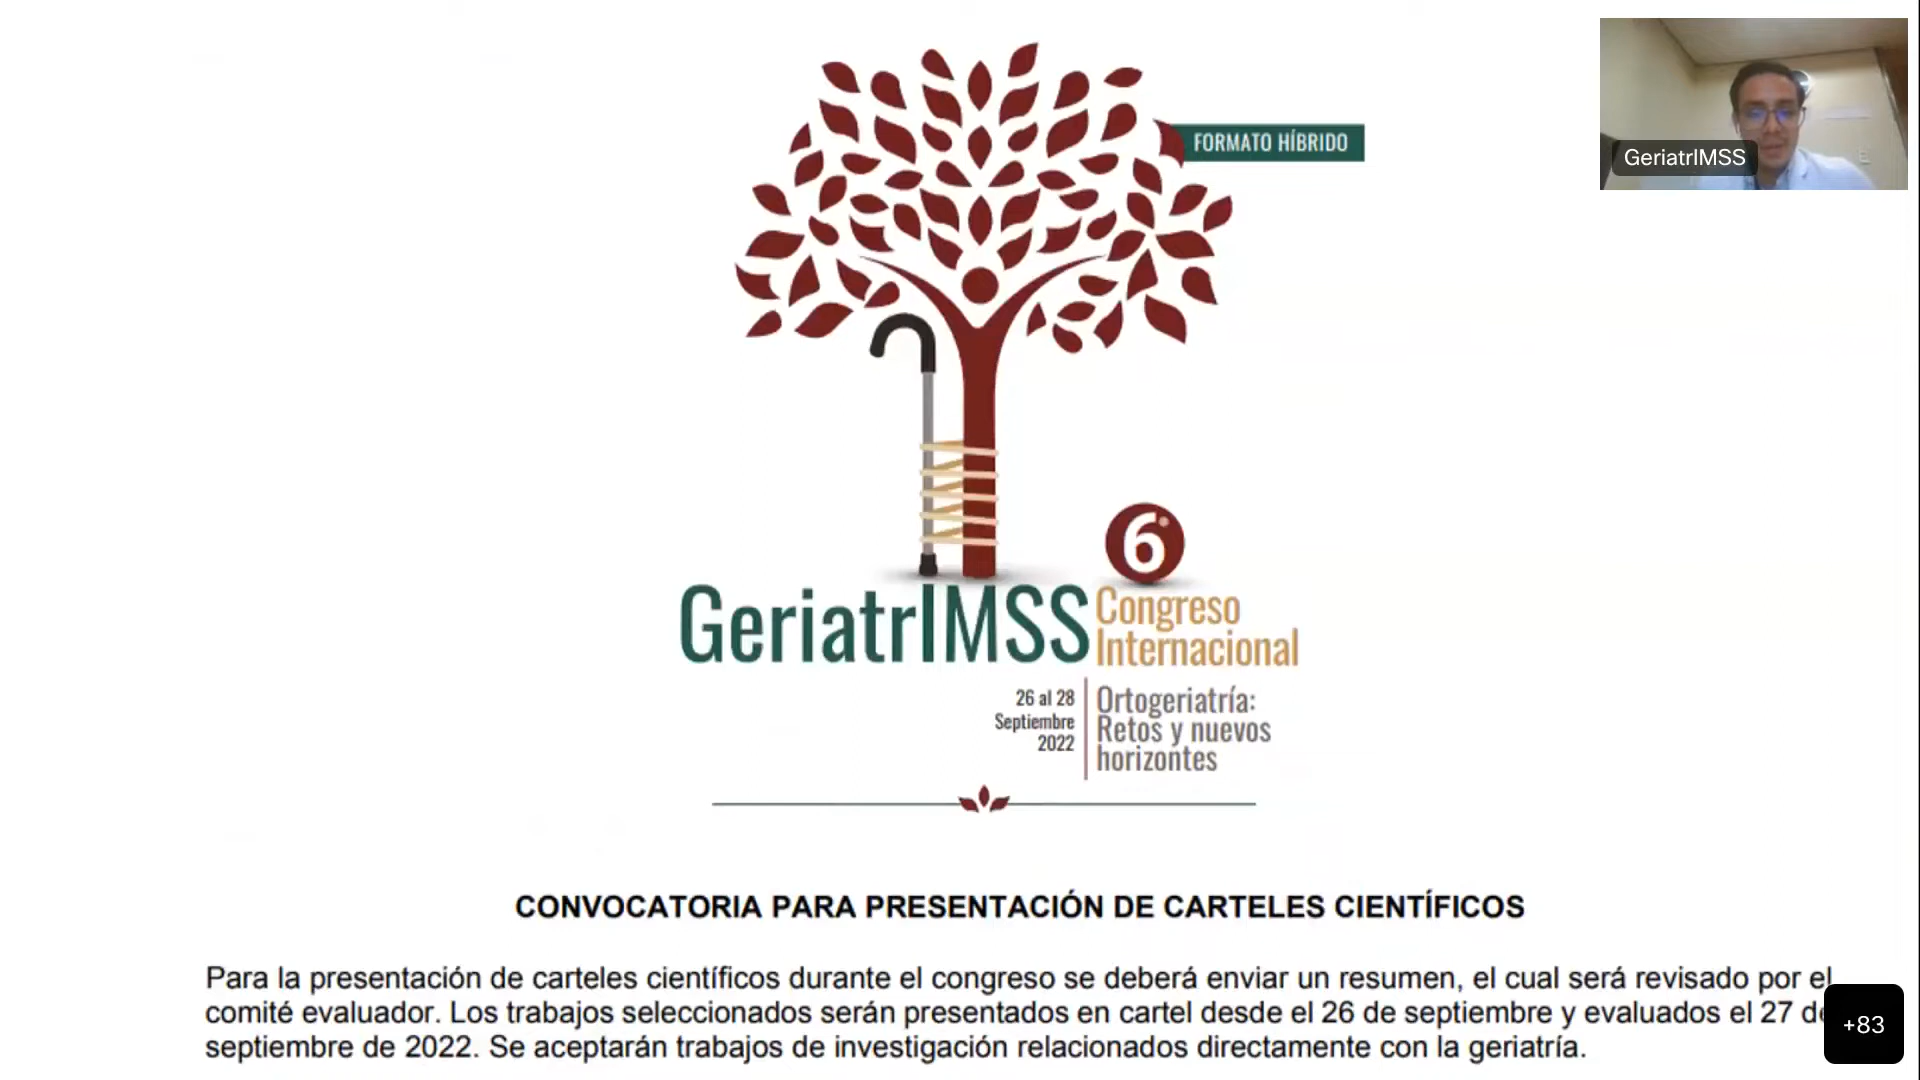 FORMATO HÍBRIDO
GeriatrIMSS
6°
GeriatrIMSS
Congreso
Internacional
26 al 28
Septiembre
2022
Ortogeriatría:
Retos y nuevos
horizontes
CONVOCATORIA PARA PRESENTACIÓN DE CARTELES CIENTÍFICOS
Para la presentación de carteles científicos durante el congreso se deberá enviar un resumen, el cual será revisado por el
comité evaluador. Los trabajos seleccionados serán presentados en cartel desde el 26 de septiembre y evaluados el 27 de
septiembre de 2022. Se aceptarán trabajos de investigación relacionados directamente con la geriatría.
+83